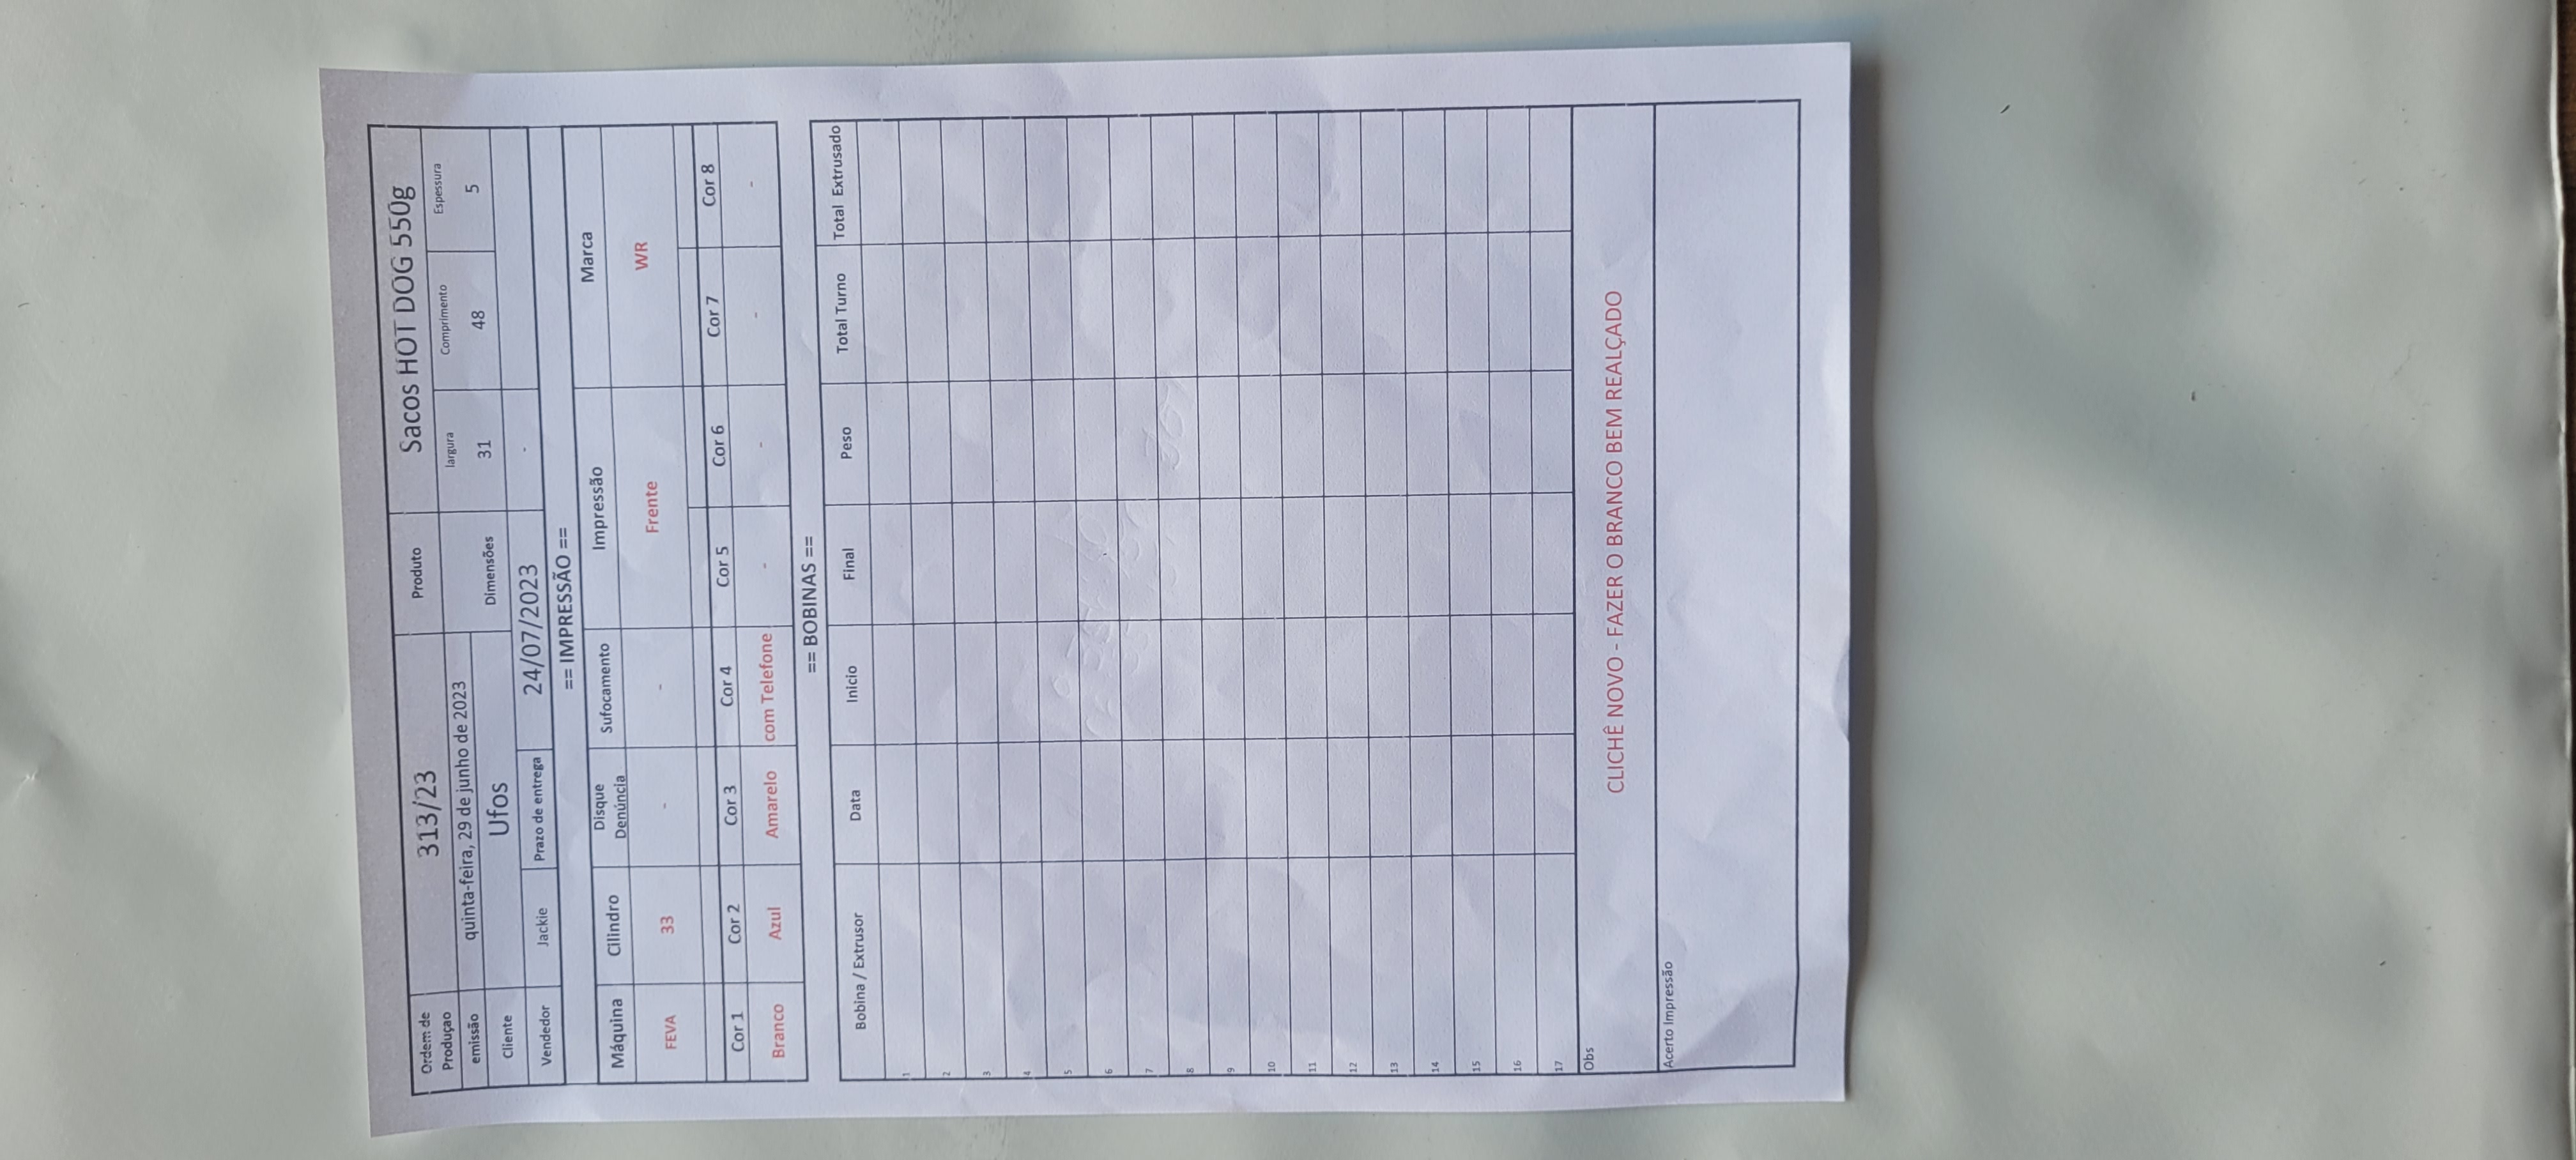 Ordem de Produçao 313/23 Produto Sacos HOT DOG 550g
emissão quinta-feira, 29 de junho de 2023 Dimensões largura Comprimento Espessura
Cliente Ufos 31 48 5
Vendedor Jackie Prazo de entrega 24/07/2023 -
== IMPRESSÃO ==
Máquina Cilindro Disque Denúncia Sufocamento Impressão Marca
FEVA 33 - - Frente WR
Cor 1 Cor 2 Cor 3 Cor 4 Cor 5 Cor 6 Cor 7 Cor 8
Branco Azul Amarelo com Telefone - - - -
== BOBINAS ==
Bobina / Extrusor Data Inicio Final Peso Total Turno Total Extrusado
1
2
3
4
5
6
7
8
9
10
11
12
13
14
15
16
17
Obs
CLICHÊ NOVO - FAZER O BRANCO BEM REALÇADO
Acerto Impressão